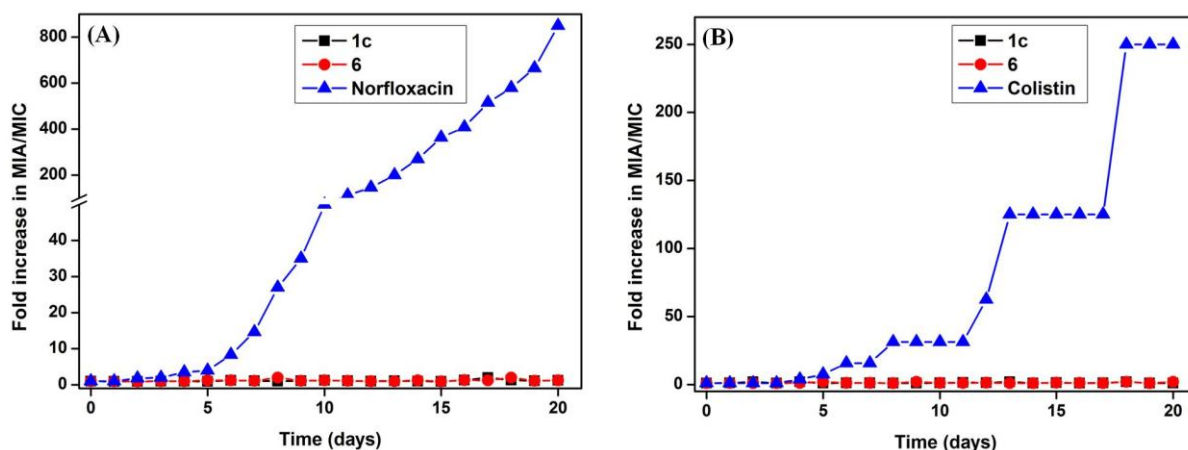 (A)
1c
6
Norfloxacin
Fold increase in MIA/MIC
800
600
400
200
40
30
20
10
0
0 5 10 15 20
Time (days)
(B)
1c
6
Colistin
Fold increase in MIA/MIC
250
200
150
100
50
0
0 5 10 15 20
Time (days)